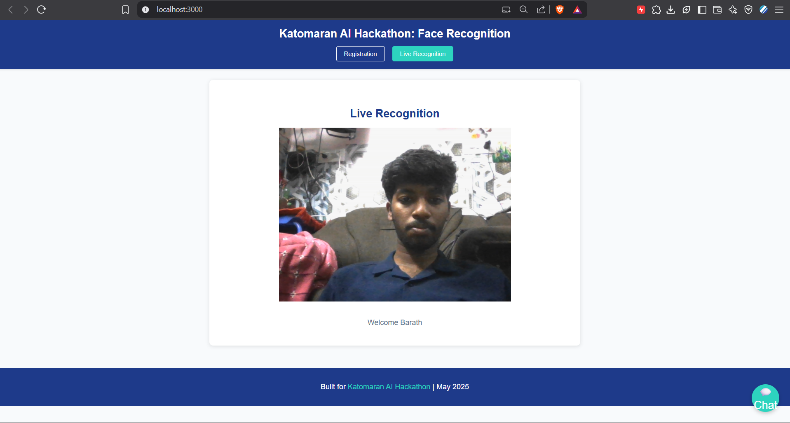 localhost:3000
Katomaran AI Hackathon: Face Recognition
Registration
Live Recognition
Live Recognition
Welcome Barath
Built for Katomaran AI Hackathon | May 2025
Chat